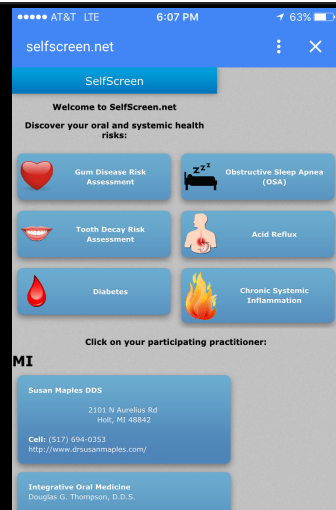 AT&T LTE 6:07 PM 63%
selfscreen.net
SelfScreen
Welcome to SelfScreen.net
Discover your oral and systemic health
risks:
Gum Disease Risk
Assessment
zzz
Obstructive Sleep Apnea
(OSA)
Tooth Decay Risk
Assessment
Acid Reflux
Diabetes
Chronic Systemic
Inflammation
Click on your participating practitioner:
MI
Susan Maples DDS
2101 N Aurelius Rd
Holt, MI 48842
Cell: (517) 694-0353
http://www.drsusanmaples.com/
Integrative Oral Medicine
Douglas G. Thompson, D.D.S.